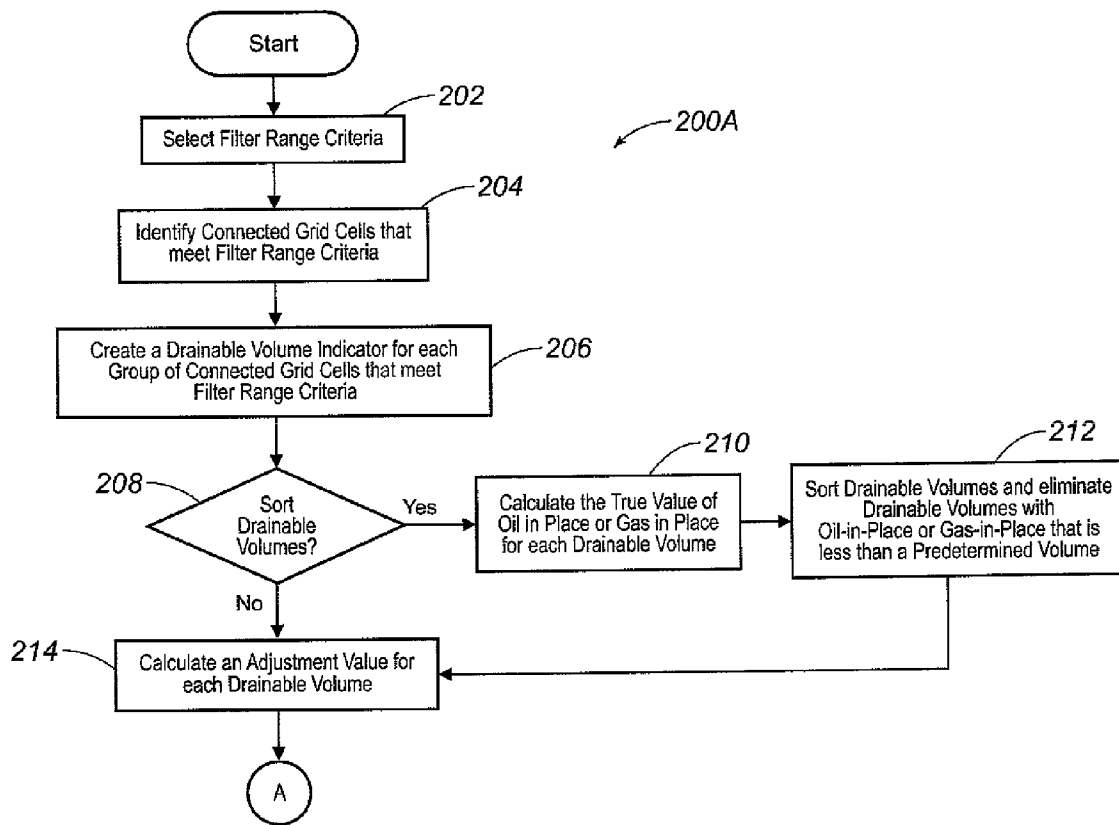 Start
202
Select Filter Range Criteria
200A
204
Identify Connected Grid Cells that
meet Filter Range Criteria
206
Create a Drainable Volume Indicator for each
Group of Connected Grid Cells that meet
Filter Range Criteria
208
Sort
Drainable
Volumes?
Yes
210
Calculate the True Value of
Oil in Place or Gas in Place
for each Drainable Volume
212
Sort Drainable Volumes and eliminate
Drainable Volumes with
Oil-in-Place or Gas-in-Place that is
less than a Predetermined Volume
No
214
Calculate an Adjustment Value for
each Drainable Volume
A